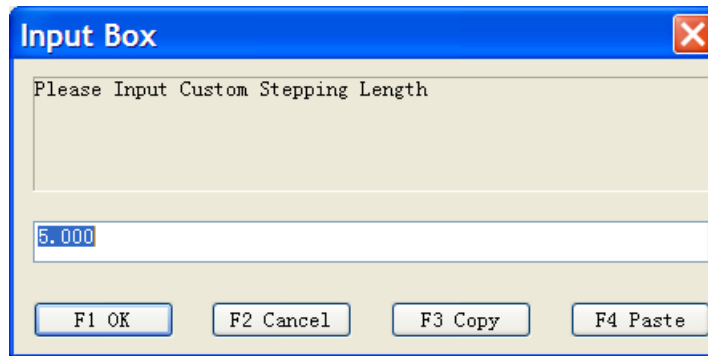 Input Box
Please Input Custom Stepping Length
5.000
F1 OK
F2 Cancel
F3 Copy
F4 Paste